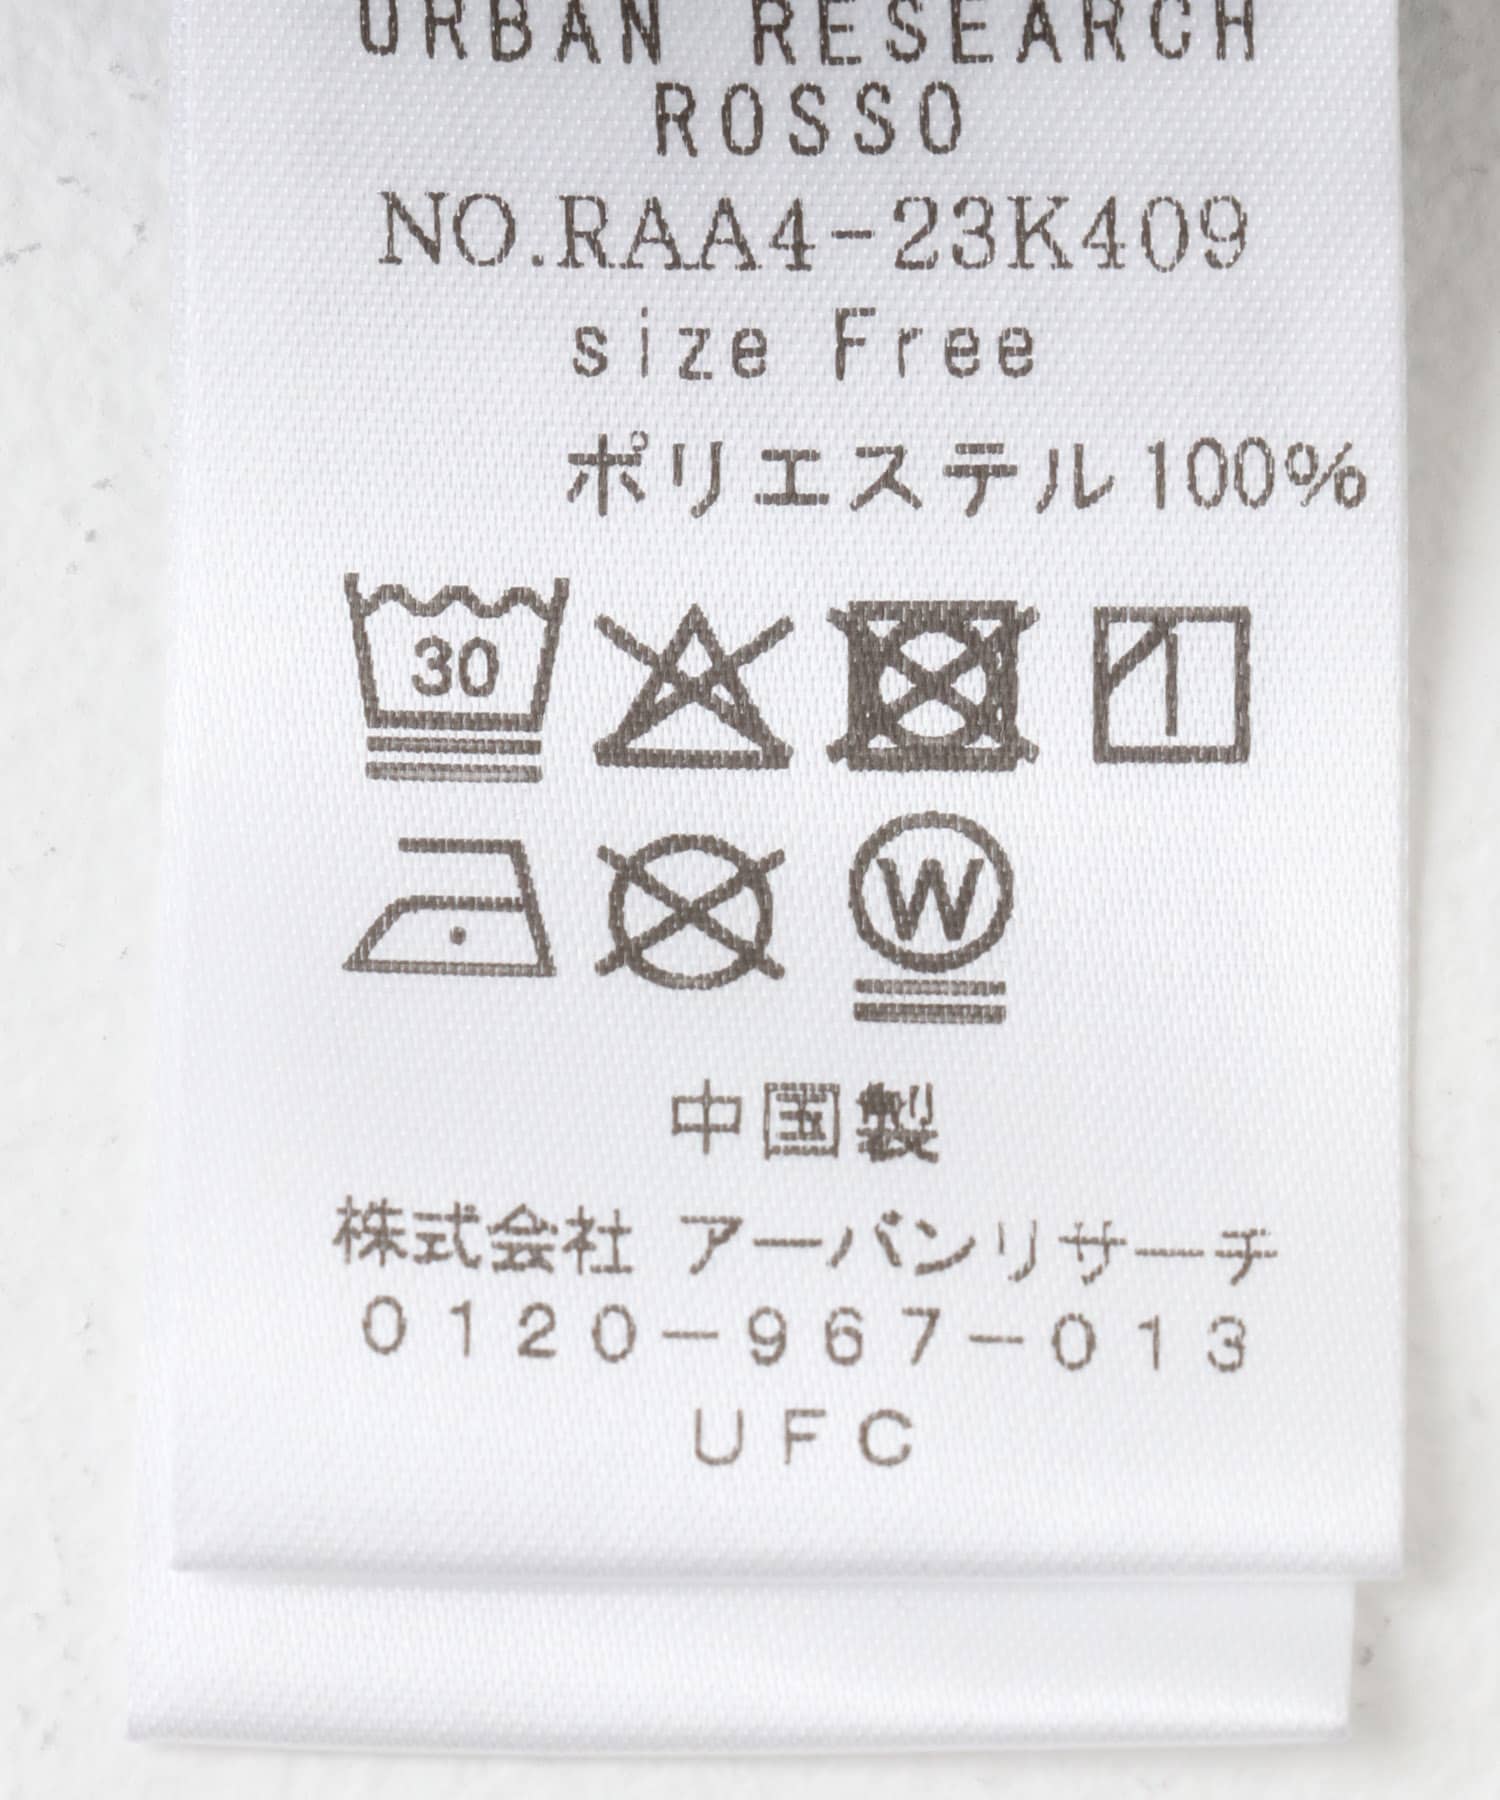 URBAN RESEARCH
ROSSO
NO.RAA4-23K409
size Free
ポリエステル100%
30
W
中国製
株式会社 アーバンリサーチ
0120-967-013
UFC